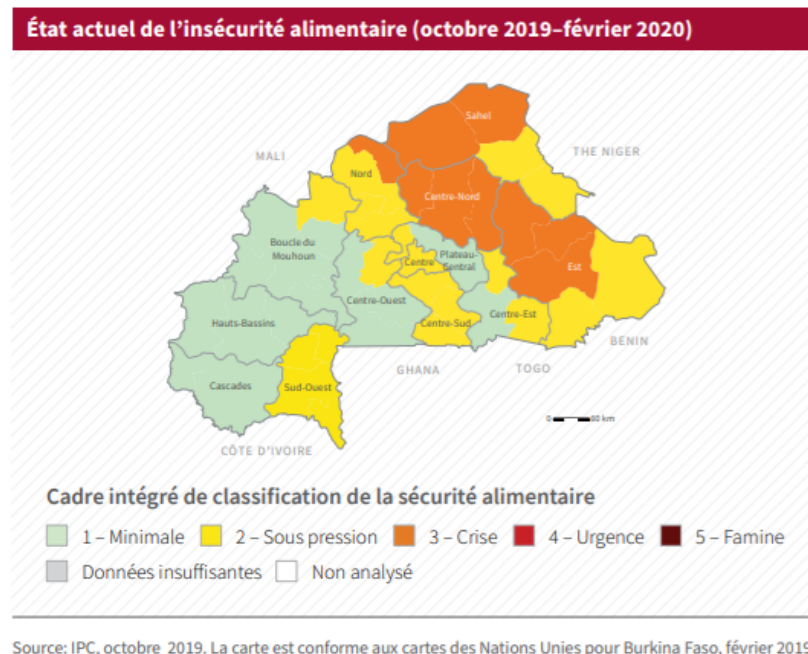 État actuel de l'insécurité alimentaire (octobre 2019–février 2020)
Sahel
MALI
THE NIGER
Nord
Centre-Nord
Boucle du
Mouhoun
Plateau-
Central
Centre
Est
Centre-Ouest
Centre-Est
Hauts-Bassins
Centre-Sud
BENIN
GHANA
TOGO
Cascades
Sud-Ouest
0 80 km
CÔTE D'IVOIRE
Cadre intégré de classification de la sécurité alimentaire
1 – Minimale 2 – Sous pression 3 – Crise 4 – Urgence 5 – Famine
Données insuffisantes Non analysé
Source: IPC, octobre 2019. La carte est conforme aux cartes des Nations Unies pour Burkina Faso, février 2019